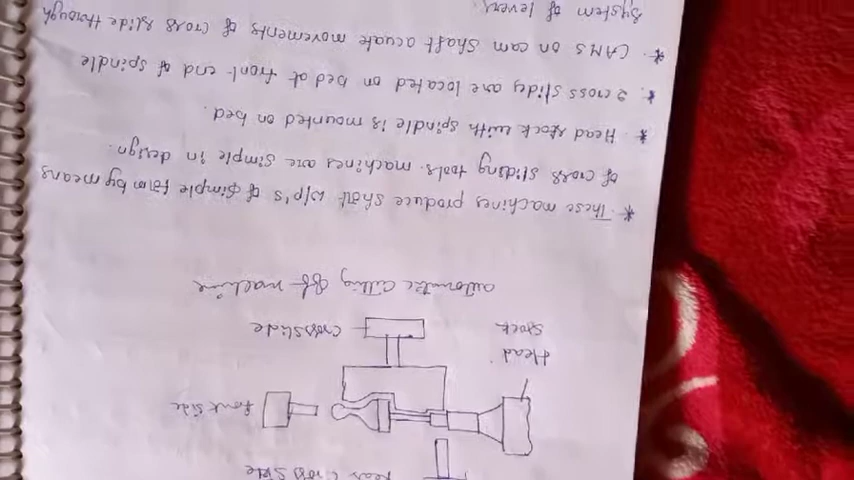 Rear Cross Slide
front side
Head
Stock
Cross slide
automatic Cutting off machine
* These machines produce short W/P's of simple form by means
of cross sliding tools. machines are simple in design.
* Head stock with spindle is mounted on bed.
* 2 cross slides are located on bed at front end of spindle
* CAMS on cam shaft acuate movements of cross slide through
system of levers.